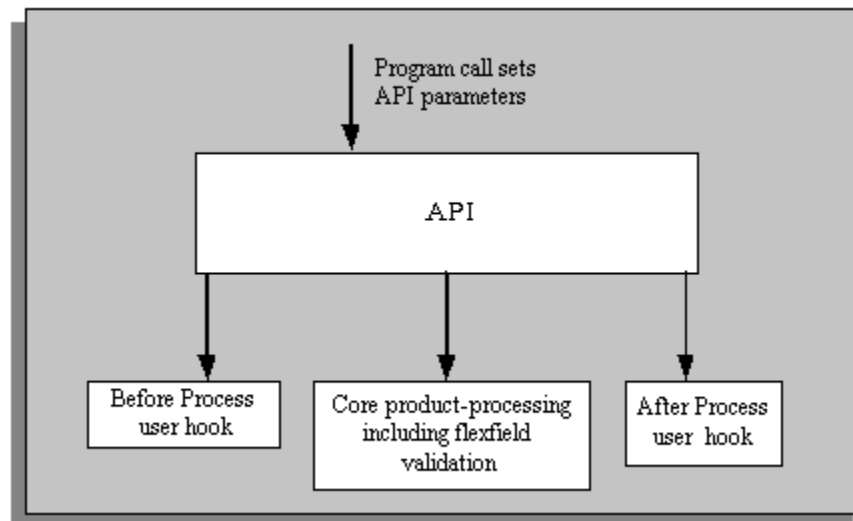 Program call sets
API parameters
API
Before Process
user hook
Core product-processing
including flexfield
validation
After Process
user hook